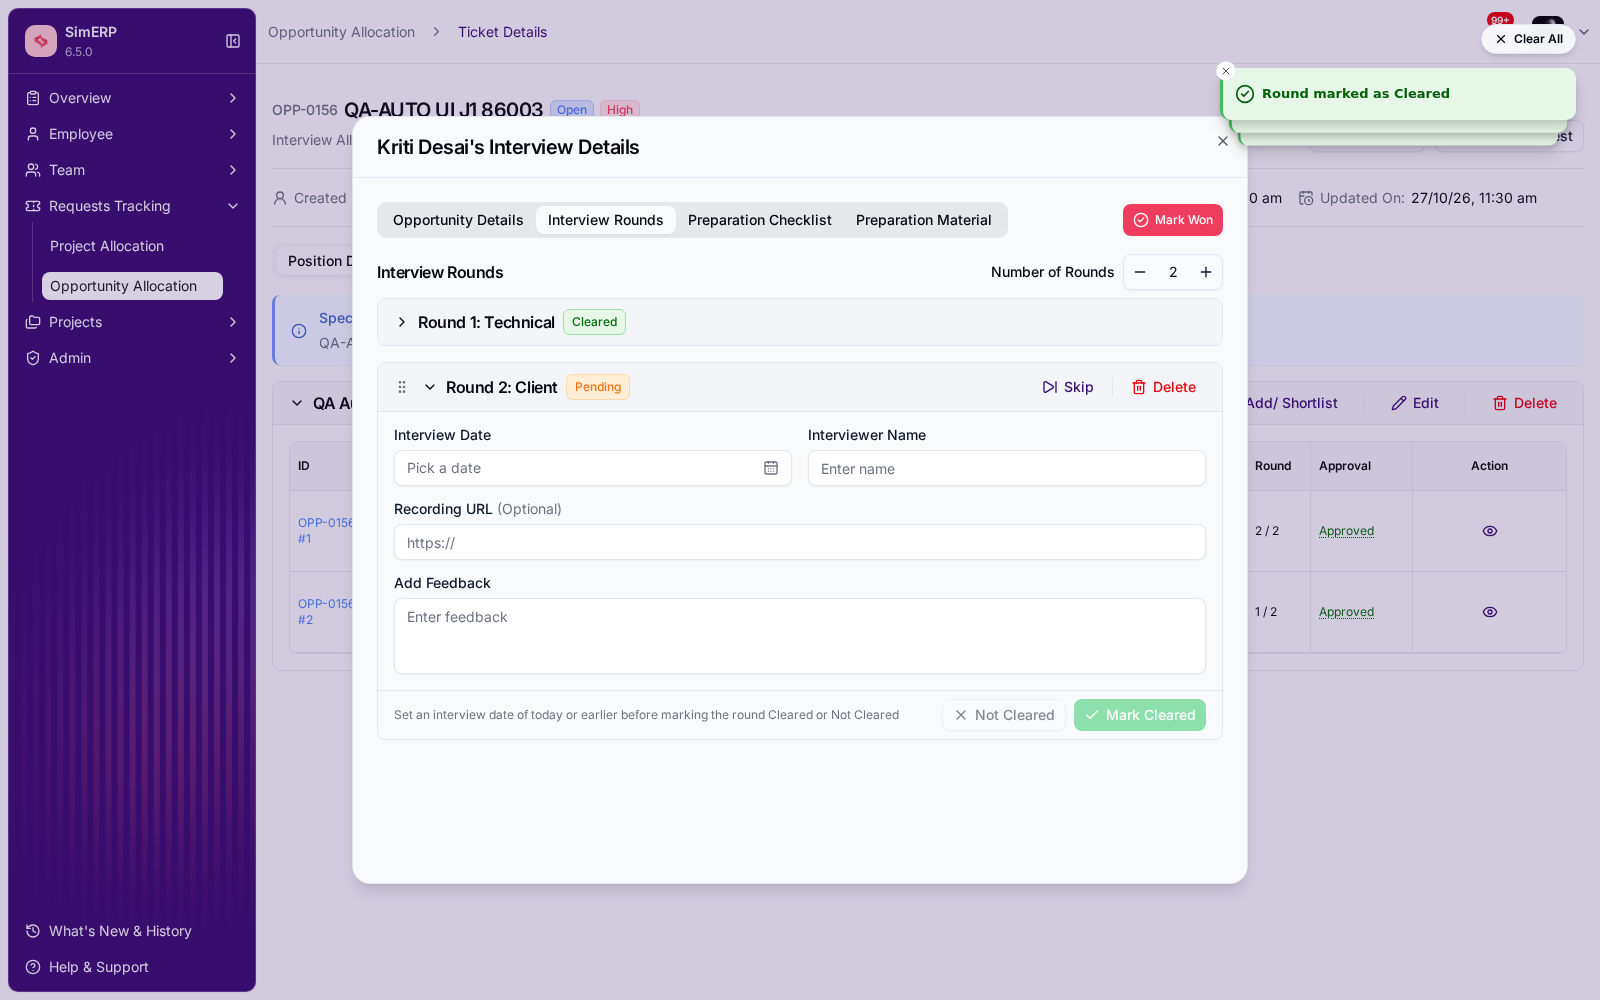 SimERP
6.5.0
Overview
Employee
Team
Requests Tracking
Project Allocation
Opportunity Allocation
Projects
Admin
What's New & History
Help & Support
Opportunity Allocation
Ticket Details
99+
Clear All
Round marked as Cleared
OPP-0156 QA-AUTO UI J1 86003 Open High
Interview All
Created
0 am
Updated On: 27/10/26, 11:30 am
Position D
Spec
QA-A
QA Au
Add/ Shortlist
Edit
Delete
ID
Round
Approval
Action
OPP-0156
#1
2 / 2
Approved
OPP-0156
#2
1 / 2
Approved
Kriti Desai's Interview Details
Opportunity Details
Interview Rounds
Preparation Checklist
Preparation Material
Mark Won
Interview Rounds
Number of Rounds
2
Round 1: Technical
Cleared
Round 2: Client
Pending
Skip
Delete
Interview Date
Interviewer Name
Pick a date
Enter name
Recording URL (Optional)
https://
Add Feedback
Enter feedback
Set an interview date of today or earlier before marking the round Cleared or Not Cleared
Not Cleared
Mark Cleared